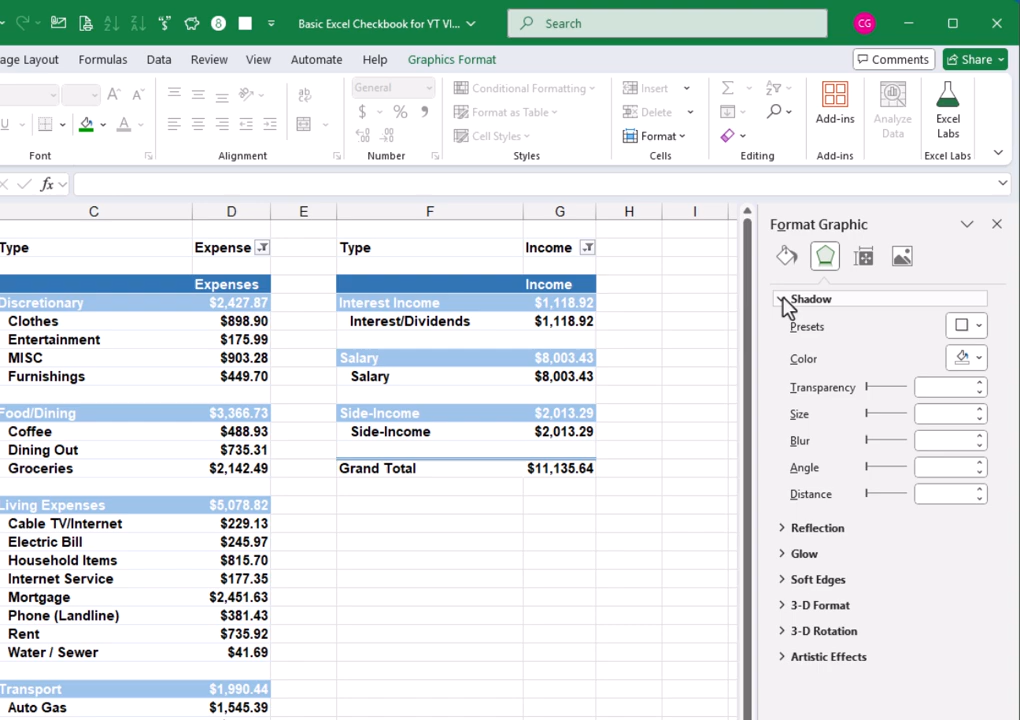 8 Basic Excel Checkbook for YT VI... Search CG
age Layout Formulas Data Review View Automate Help Graphics Format Comments Share
General Conditional Formatting Insert
$ % Format as Table Delete Add-ins Analyze Data Excel Labs
U A Cell Styles Format
Font Alignment Number Styles Cells Editing Add-ins Excel Labs
fx
C D E F G H I
Type Expense Type Income
Expenses Income
Discretionary $2,427.87 Interest Income $1,118.92
Clothes $898.90 Interest/Dividends $1,118.92
Entertainment $175.99
MISC $903.28 Salary $8,003.43
Furnishings $449.70 Salary $8,003.43
Food/Dining $3,366.73 Side-Income $2,013.29
Coffee $488.93 Side-Income $2,013.29
Dining Out $735.31
Groceries $2,142.49 Grand Total $11,135.64
Living Expenses $5,078.82
Cable TV/Internet $229.13
Electric Bill $245.97
Household Items $815.70
Internet Service $177.35
Mortgage $2,451.63
Phone (Landline) $381.43
Rent $735.92
Water / Sewer $41.69
Transport $1,990.44
Auto Gas $1,545.39
Format Graphic
Shadow
Presets
Color
Transparency
Size
Blur
Angle
Distance
Reflection
Glow
Soft Edges
3-D Format
3-D Rotation
Artistic Effects